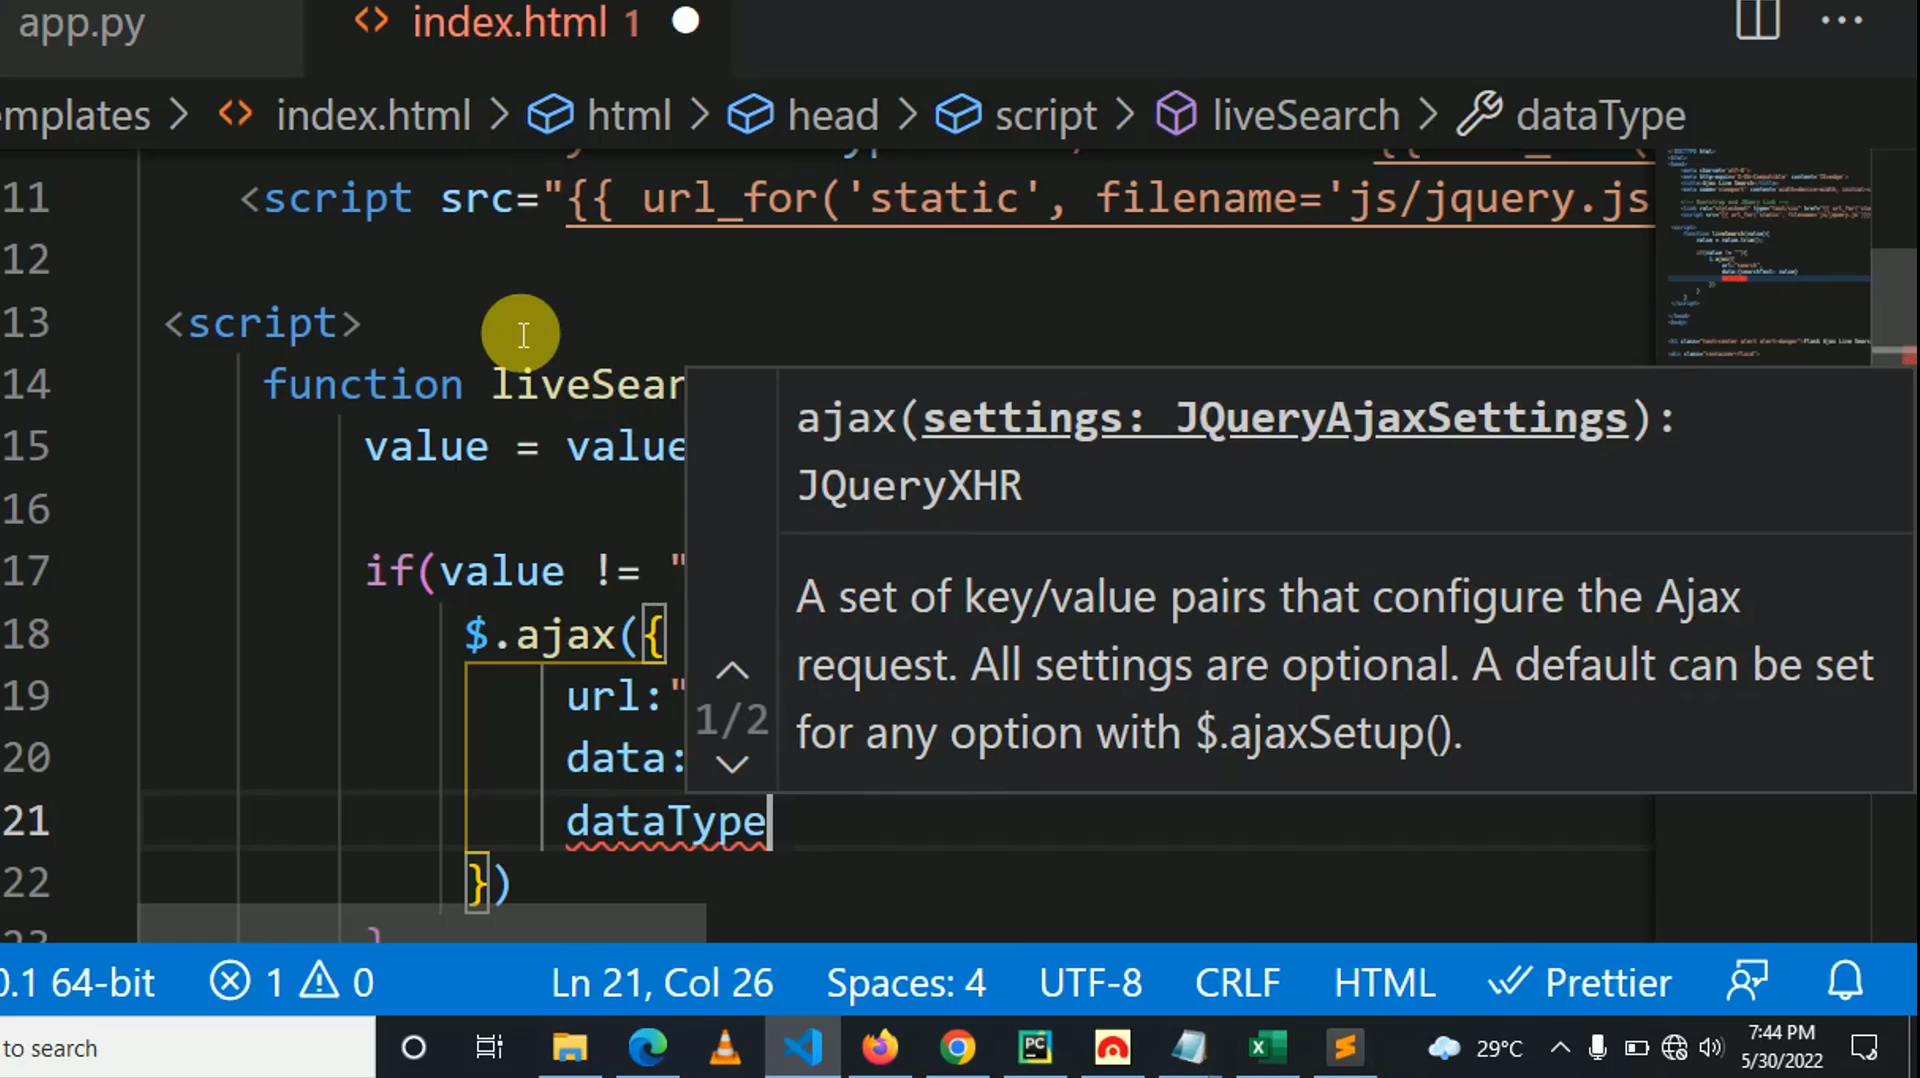 app.py index.html 1
mplates > index.html > html > head > script > liveSearch > dataType
11 <script src="{{ url_for('static', filename='js/jquery.js
12
13 <script>
14 function liveSear
15 value = value
16
17 if(value != "
18 $.ajax({
19 url:"
20 data:
21 dataType
22 })
ajax(settings: JQueryAjaxSettings):
JQueryXHR
1/2
A set of key/value pairs that configure the Ajax
request. All settings are optional. A default can be set
for any option with $.ajaxSetup().
0.1 64-bit 1 0 Ln 21, Col 26 Spaces: 4 UTF-8 CRLF HTML Prettier
to search 29°C 7:44 PM
5/30/2022